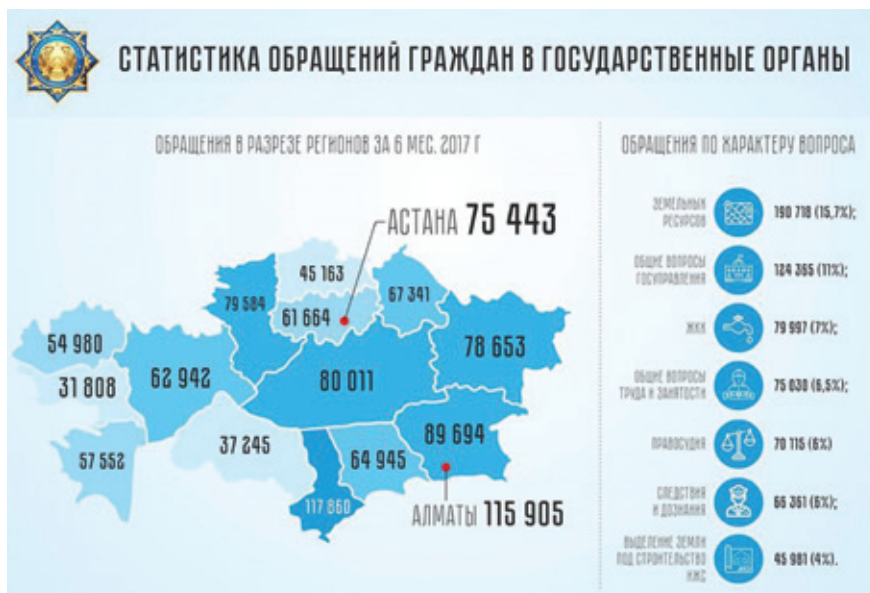 СТАТИСТИКА ОБРАЩЕНИЙ ГРАЖДАН В ГОСУДАРСТВЕННЫЕ ОРГАНЫ
ОБРАЩЕНИЯ В РАЗРЕЗЕ РЕГИОНОВ ЗА 6 МЕС. 2017 Г
АСТАНА 75 443
45 163
79 584
61 664
67 341
54 980
78 653
31 808
62 942
80 011
57 552
37 245
89 694
64 945
117 860
АЛМАТЫ 115 905
ОБРАЩЕНИЯ ПО ХАРАКТЕРУ ВОПРОСА
ЗЕМЕЛЬНЫХ
РЕСУРСОВ
190 718 (15,7%);
ОБЩИЕ ВОПРОСЫ
ГОСУПРАВЛЕНИЯ
124 365 (11%);
ЖКХ
79 997 (7%);
ОБЩИЕ ВОПРОСЫ
ТРУДА И ЗАНЯТОСТИ
75 030 (6,5%);
ПРАВОСУДИЯ
70 115 (6%)
СЛЕДСТВИЯ
И ДОЗНАНИЯ
66 361 (6%);
ВЫДЕЛЕНИЕ ЗЕМЛИ
ПОД СТРОИТЕЛЬСТВО
ИЖС
45 981 (4%).